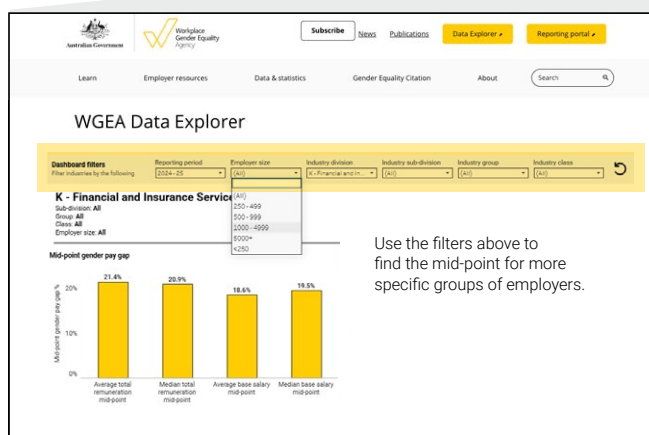 Australian Government
Workplace
Gender Equality
Agency
Subscribe
News
Publications
Data Explorer
Reporting portal
Learn
Employer resources
Data & statistics
Gender Equality Citation
About
Search
WGEA Data Explorer
Dashboard filters
Filter industries by the following
Reporting period
2024-25
Employer size
(All)
Industry division
K - Financial and In...
Industry sub-division
(All)
Industry group
(All)
Industry class
(All)
K - Financial and Insurance Service
Sub-division: All
Group: All
Class: All
Employer size: All
(All)
250-499
500-999
1000-4999
5000+
<250
Use the filters above to
find the mid-point for more
specific groups of employers.
Mid-point gender pay gap
Mid-point gender pay gap %
20%
10%
0%
21.4%
20.9%
18.6%
19.5%
Average total
remuneration
mid-point
Median total
remuneration
mid-point
Average base salary
mid-point
Median base salary
mid-point